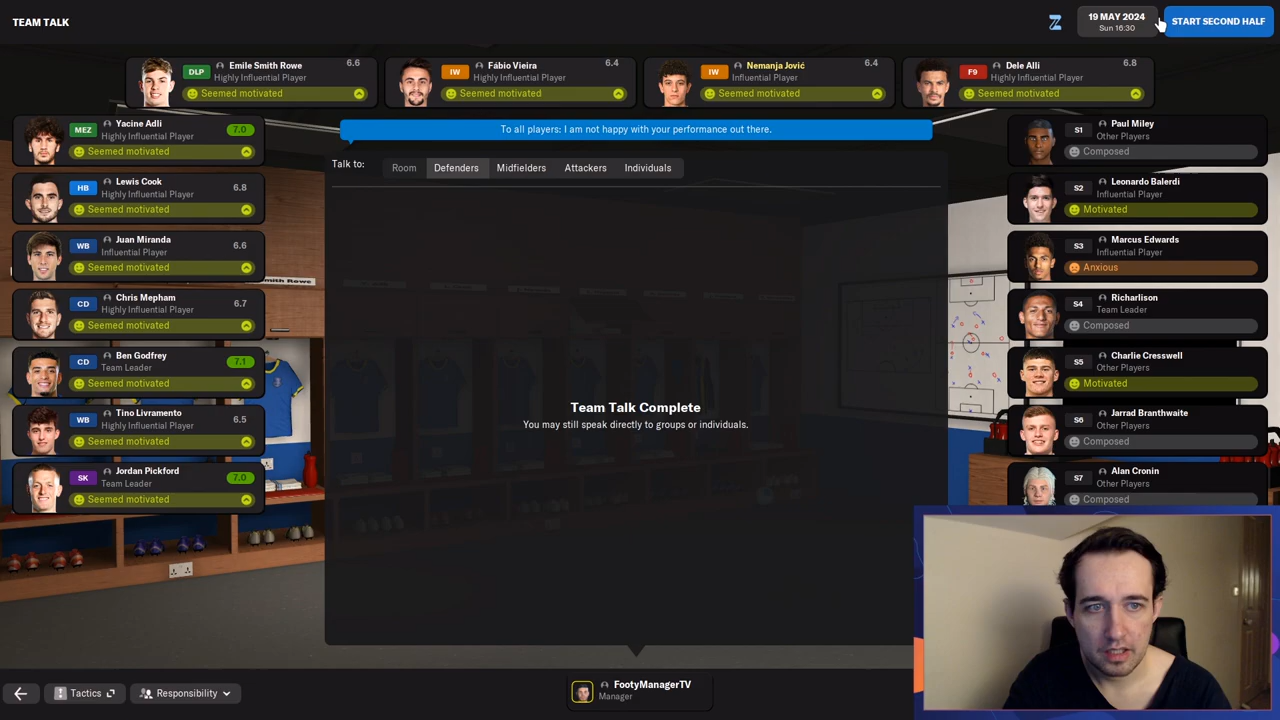 TEAM TALK
19 MAY 2024
Sun 16:30
START SECOND HALF
DLP
Emile Smith Rowe
6.6
Highly Influential Player
Seemed motivated
IW
Fábio Vieira
6.4
Highly Influential Player
Seemed motivated
IW
Nemanja Jović
6.4
Influential Player
Seemed motivated
F9
Dele Alli
6.8
Highly Influential Player
Seemed motivated
To all players: I am not happy with your performance out there.
Talk to:
Room
Defenders
Midfielders
Attackers
Individuals
MEZ
Yacine Adli
7.0
Highly Influential Player
Seemed motivated
HB
Lewis Cook
6.8
Highly Influential Player
Seemed motivated
WB
Juan Miranda
6.6
Influential Player
Seemed motivated
CD
Chris Mepham
6.7
Highly Influential Player
Seemed motivated
CD
Ben Godfrey
7.1
Team Leader
Seemed motivated
WB
Tino Livramento
6.5
Highly Influential Player
Seemed motivated
SK
Jordan Pickford
7.0
Team Leader
Seemed motivated
Smith Rowe
Team Talk Complete
You may still speak directly to groups or individuals.
S1
Paul Miley
Other Players
Composed
S2
Leonardo Balerdi
Influential Player
Motivated
S3
Marcus Edwards
Influential Player
Anxious
S4
Richarlison
Team Leader
Composed
S5
Charlie Cresswell
Other Players
Motivated
S6
Jarrad Branthwaite
Other Players
Composed
S7
Alan Cronin
Other Players
Composed
Tactics
Responsibility
FootyManagerTV
Manager